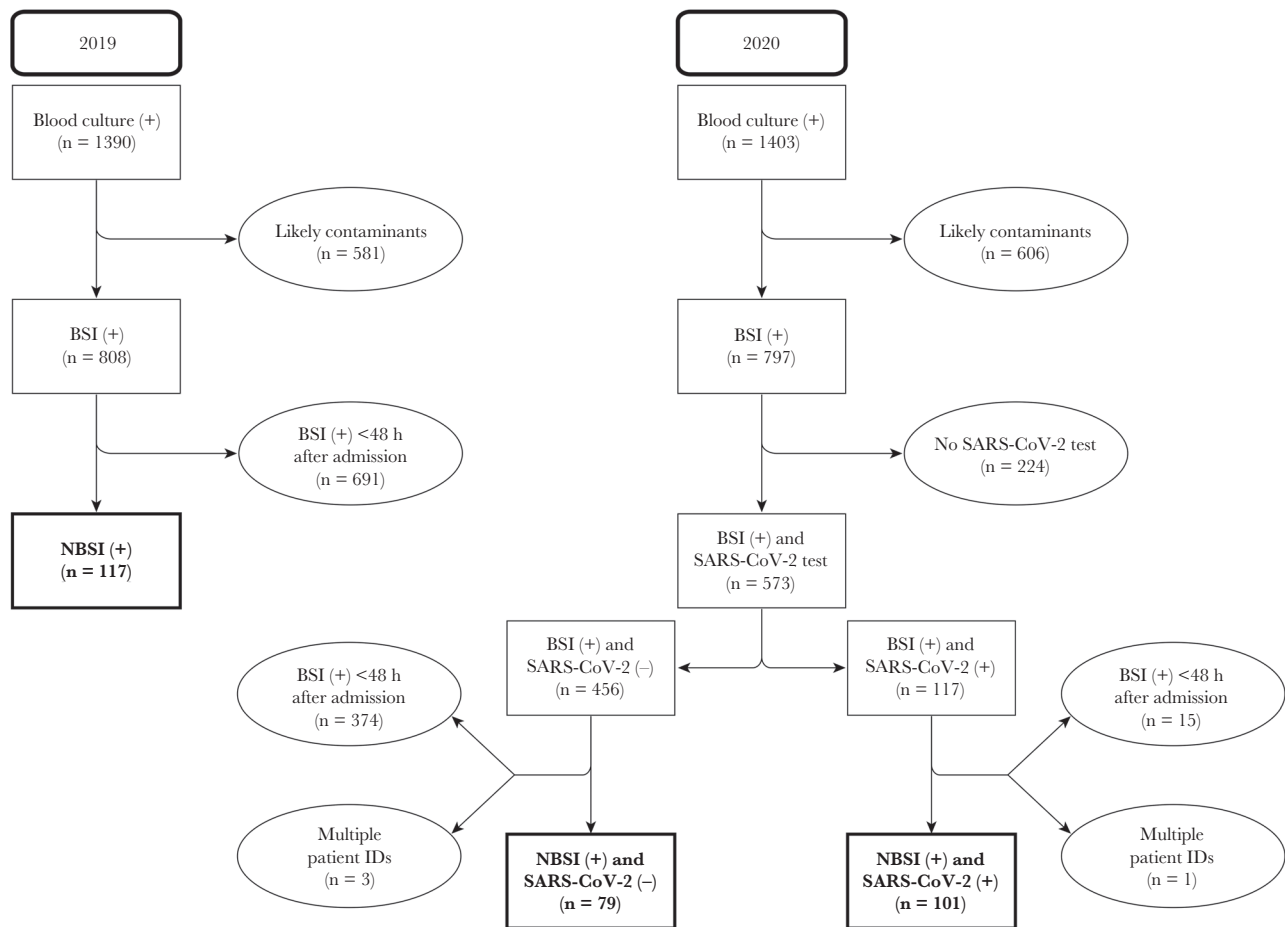 2019
Blood culture (+)
(n = 1390)
Likely contaminants
(n = 581)
BSI (+)
(n = 808)
BSI (+) <48 h
after admission
(n = 691)
NBSI (+)
(n = 117)
2020
Blood culture (+)
(n = 1403)
Likely contaminants
(n = 606)
BSI (+)
(n = 797)
No SARS-CoV-2 test
(n = 224)
BSI (+) and
SARS-CoV-2 test
(n = 573)
BSI (+) and
SARS-CoV-2 (–)
(n = 456)
BSI (+) <48 h
after admission
(n = 374)
Multiple
patient IDs
(n = 3)
NBSI (+) and
SARS-CoV-2 (–)
(n = 79)
BSI (+) and
SARS-CoV-2 (+)
(n = 117)
BSI (+) <48 h
after admission
(n = 15)
Multiple
patient IDs
(n = 1)
NBSI (+) and
SARS-CoV-2 (+)
(n = 101)